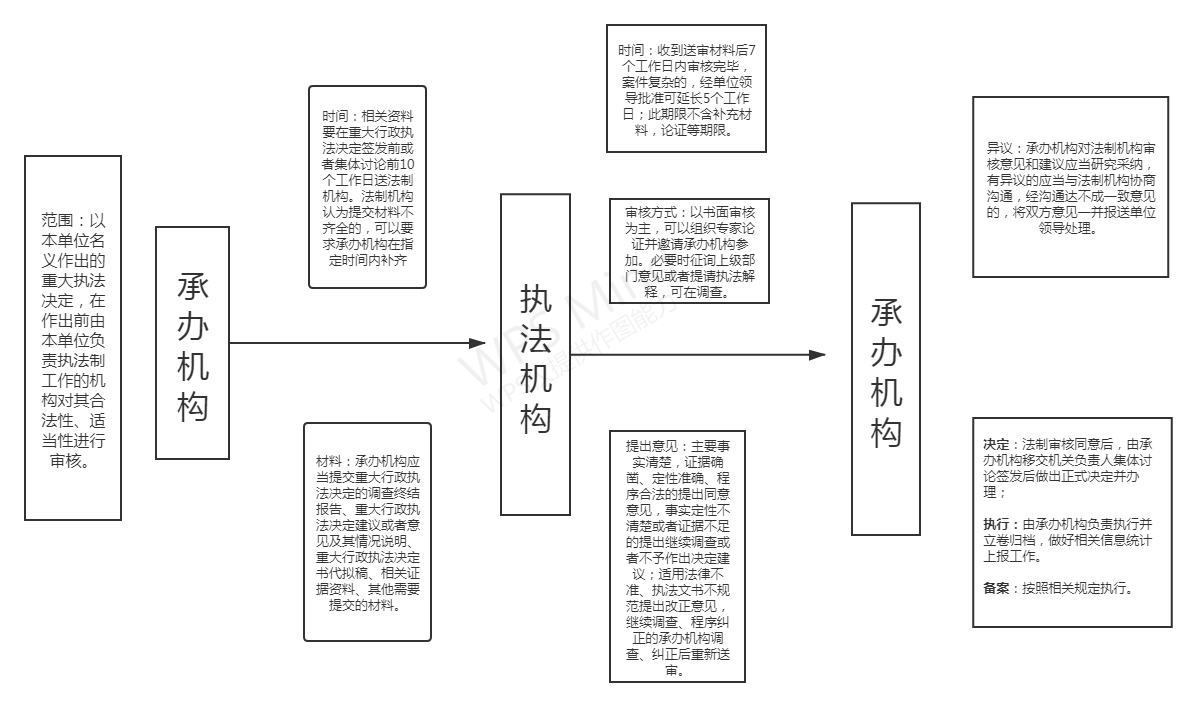 范围：以
本单位名
义作出的
重大执法
决定，在
作出前由
本单位负
责执法制
工作的机
构对其合
法性、适
当性进行
审核。
承
办
机
构
时间：相关资料
要在重大行政执
法决定签发前或
者集体讨论前10
个工作日送法制
机构。法制机构
认为提交材料不
齐全的，可以要
求承办机构在指
定时间内补齐
材料：承办机构应
当提交重大行政执
法决定的调查终结
报告、重大行政执
法决定建议或者意
见及其情况说明、
重大行政执法决定
书代拟稿、相关证
据资料、其他需要
提交的材料。
执
法
机
构
时间：收到送审材料后7
个工作日内审核完毕，
案件复杂的，经单位领
导批准可延长5个工作
日；此期限不含补充材
料，论证等期限。
审核方式：以书面审核
为主，可以组织专家论
证并邀请承办机构参
加。必要时征询上级部
门意见或者提请执法解
释，可在调查。
提出意见：主要事
实清楚，证据确
凿、定性准确、程
序合法的提出同意
意见，事实定性不
清楚或者证据不足
的提出继续调查或
者不予作出决定建
议；适用法律不
准、执法文书不规
范提出改正意见，
继续调查、程序纠
正的承办机构调
查、纠正后重新送
审。
承
办
机
构
异议：承办机构对法制机构审
核意见和建议应当研究采纳，
有异议的应当与法制机构协商
沟通，经沟通达不成一致意见
的，将双方意见一并报送单位
领导处理。
决定：法制审核同意后，由承
办机构移交机关负责人集体讨
论签发后做出正式决定并办
理；
执行：由承办机构负责执行并
立卷归档，做好相关信息统计
上报工作。
备案：按照相关规定执行。